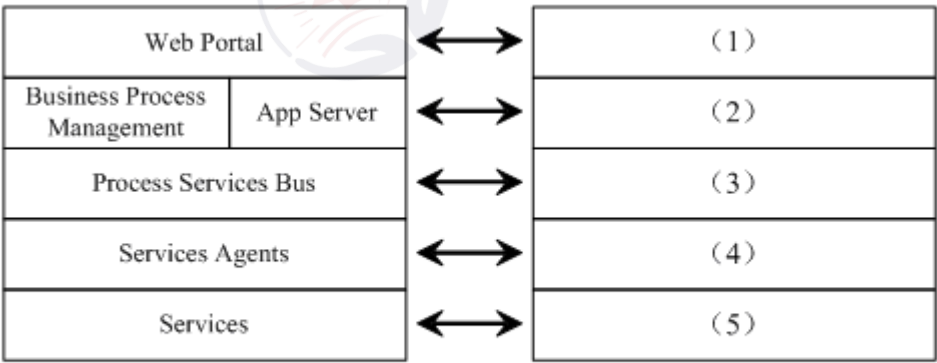 Web Portal
（1）
Business Process
Management
App Server
（2）
Process Services Bus
（3）
Services Agents
（4）
Services
（5）